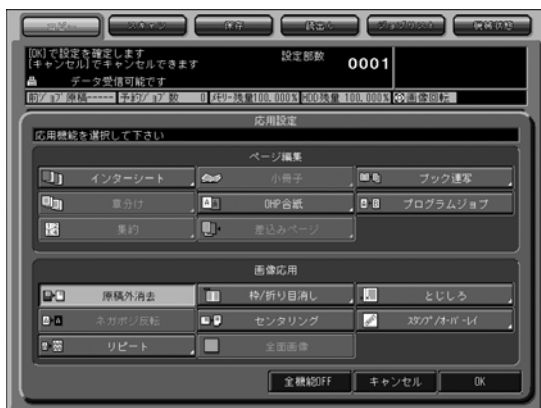 コピー
スキャン
保存
読出し
ジョブリスト
機械状態
[OK]で設定を確定します
[キャンセル]でキャンセルできます
設定部数
0001
データ受信可能です
前ジョブ原稿-----
予約ジョブ数 0
メモリー残量100.000%
HDD残量 100.000%
画像回転
応用設定
応用機能を選択して下さい
ページ編集
インターシート
小冊子
ブック連写
章分け
OHP合紙
プログラムジョブ
集約
差込みページ
画像応用
原稿外消去
枠/折り目消し
とじしろ
ネガポジ反転
センタリング
スタンプ/オーバーレイ
リピート
全面画像
全機能OFF
キャンセル
OK